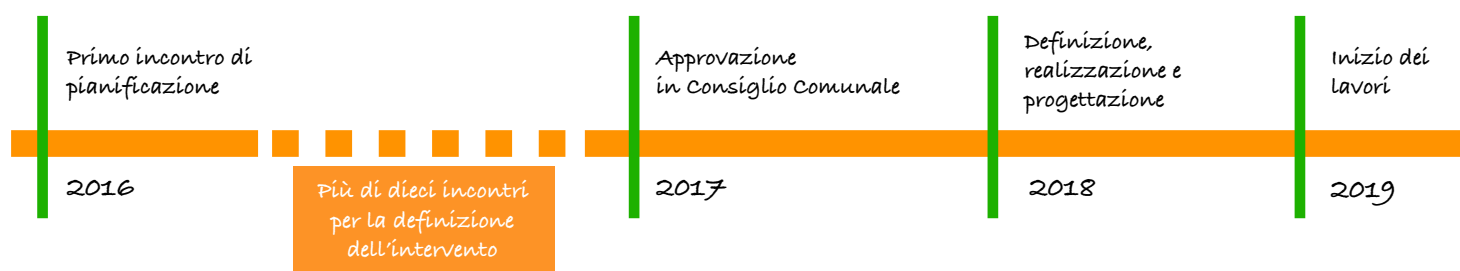 Primo incontro di
pianificazione
2016
Più di dieci incontri
per la definizione
dell'intervento
Approvazione
in Consiglio Comunale
2017
Definizione,
realizzazione e
progettazione
2018
Inizio dei
lavori
2019